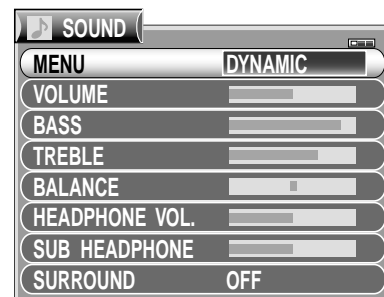 SOUND
MENU DYNAMIC
VOLUME
BASS
TREBLE
BALANCE
HEADPHONE VOL.
SUB HEADPHONE
SURROUND OFF